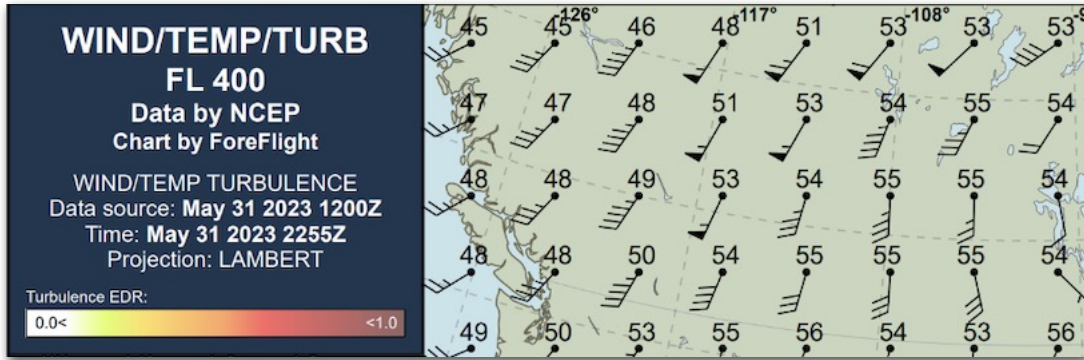 WIND/TEMP/TURB
FL 400
Data by NCEP
Chart by ForeFlight
WIND/TEMP TURBULENCE
Data source: May 31 2023 1200Z
Time: May 31 2023 2255Z
Projection: LAMBERT
Turbulence EDR:
0.0< <1.0
-126° -117° -108°
45 45 46 48 51 53 53 53
47 47 48 51 53 54 55 54
48 48 49 53 54 55 55 54
48 48 50 54 55 55 55 54
49 50 53 55 56 54 53 56